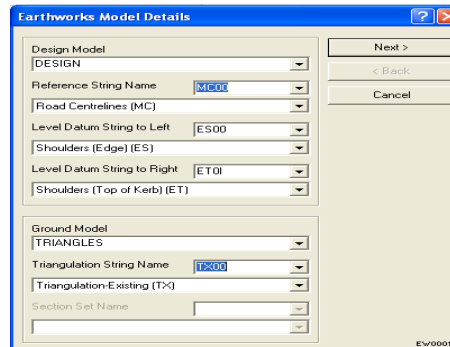 Earthworks Model Details
Design Model
DESIGN
Reference String Name MC00
Road Centrelines (MC)
Level Datum String to Left ES00
Shoulders (Edge) (ES)
Level Datum String to Right ET0I
Shoulders (Top of Kerb) (ET)
Ground Model
TRIANGLES
Triangulation String Name TX00
Triangulation-Existing (TX)
Section Set Name
Next >
< Back
Cancel
EW0001